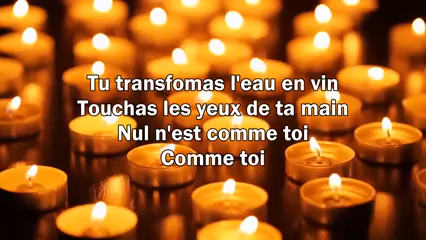 Tu transfomas l'eau en vin
Touchas les yeux de ta main
Nul n'est comme toi
Comme toi